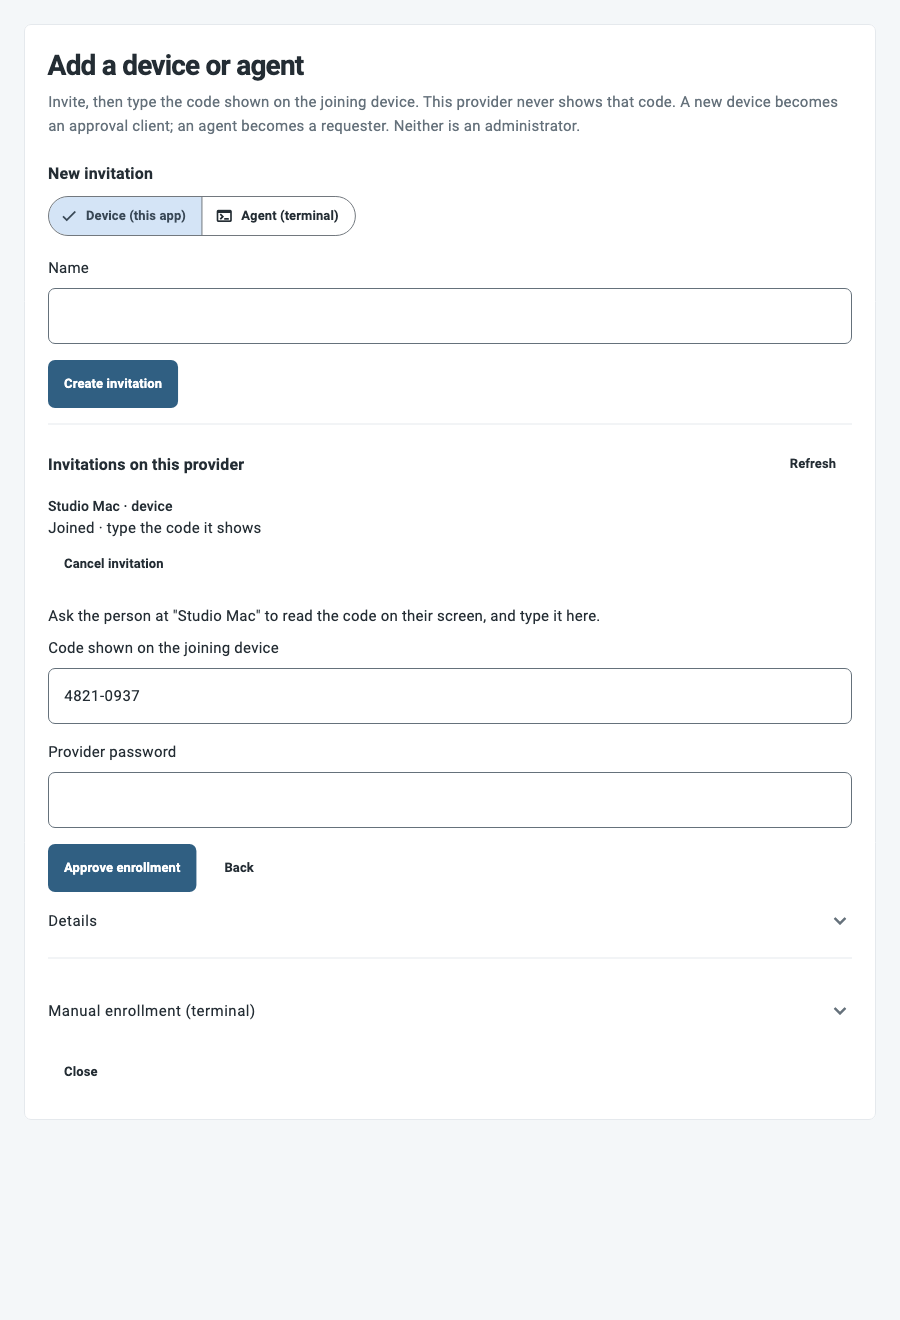 Add a device or agent
Invite, then type the code shown on the joining device. This provider never shows that code. A new device becomes
an approval client; an agent becomes a requester. Neither is an administrator.
New invitation
Device (this app)
Agent (terminal)
Name
Create invitation
Invitations on this provider
Refresh
Studio Mac · device
Joined · type the code it shows
Cancel invitation
Ask the person at "Studio Mac" to read the code on their screen, and type it here.
Code shown on the joining device
4821-0937
Provider password
Approve enrollment
Back
Details
Manual enrollment (terminal)
Close